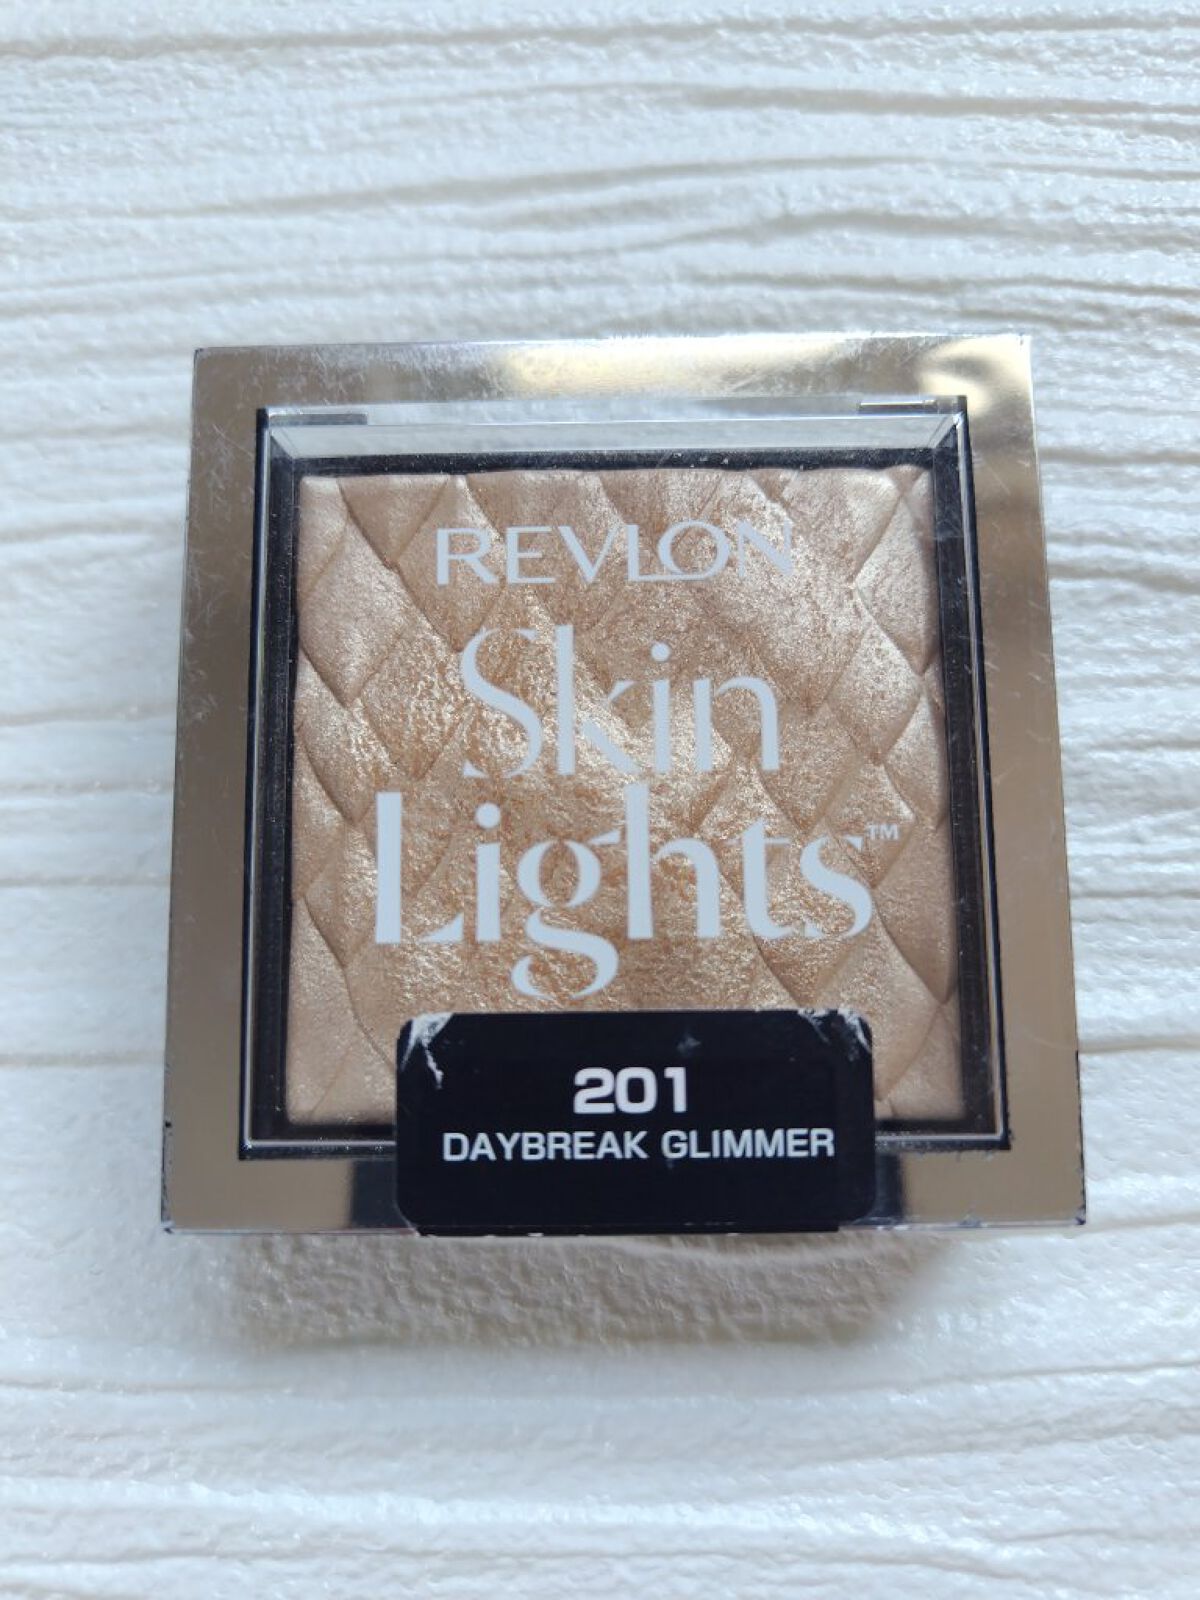 REVLON
Skin
Lights™
201
DAYBREAK GLIMMER